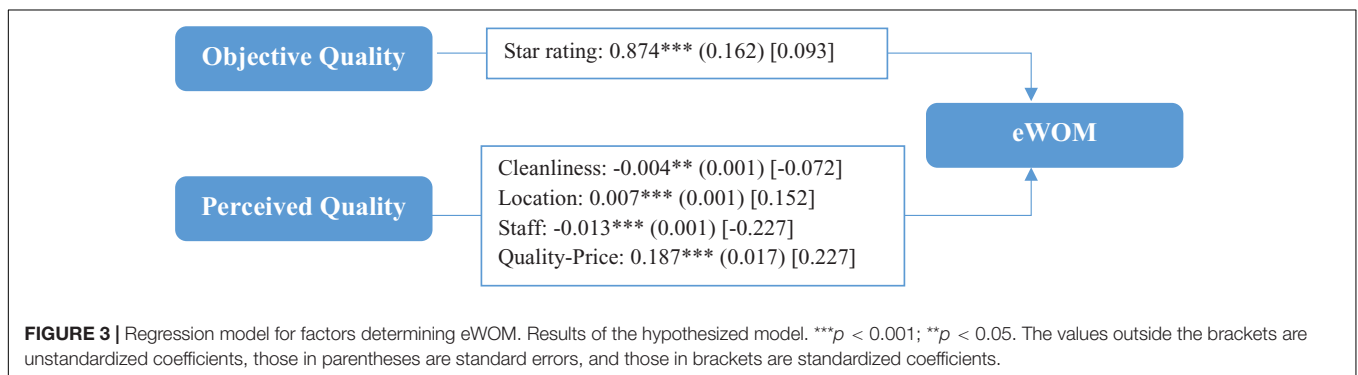 Objective Quality
Star rating: 0.874*** (0.162) [0.093]
eWOM
Perceived Quality
Cleanliness: -0.004** (0.001) [-0.072]
Location: 0.007*** (0.001) [0.152]
Staff: -0.013*** (0.001) [-0.227]
Quality-Price: 0.187*** (0.017) [0.227]
FIGURE 3 | Regression model for factors determining eWOM. Results of the hypothesized model. ***p < 0.001; **p < 0.05. The values outside the brackets are
unstandardized coefficients, those in parentheses are standard errors, and those in brackets are standardized coefficients.